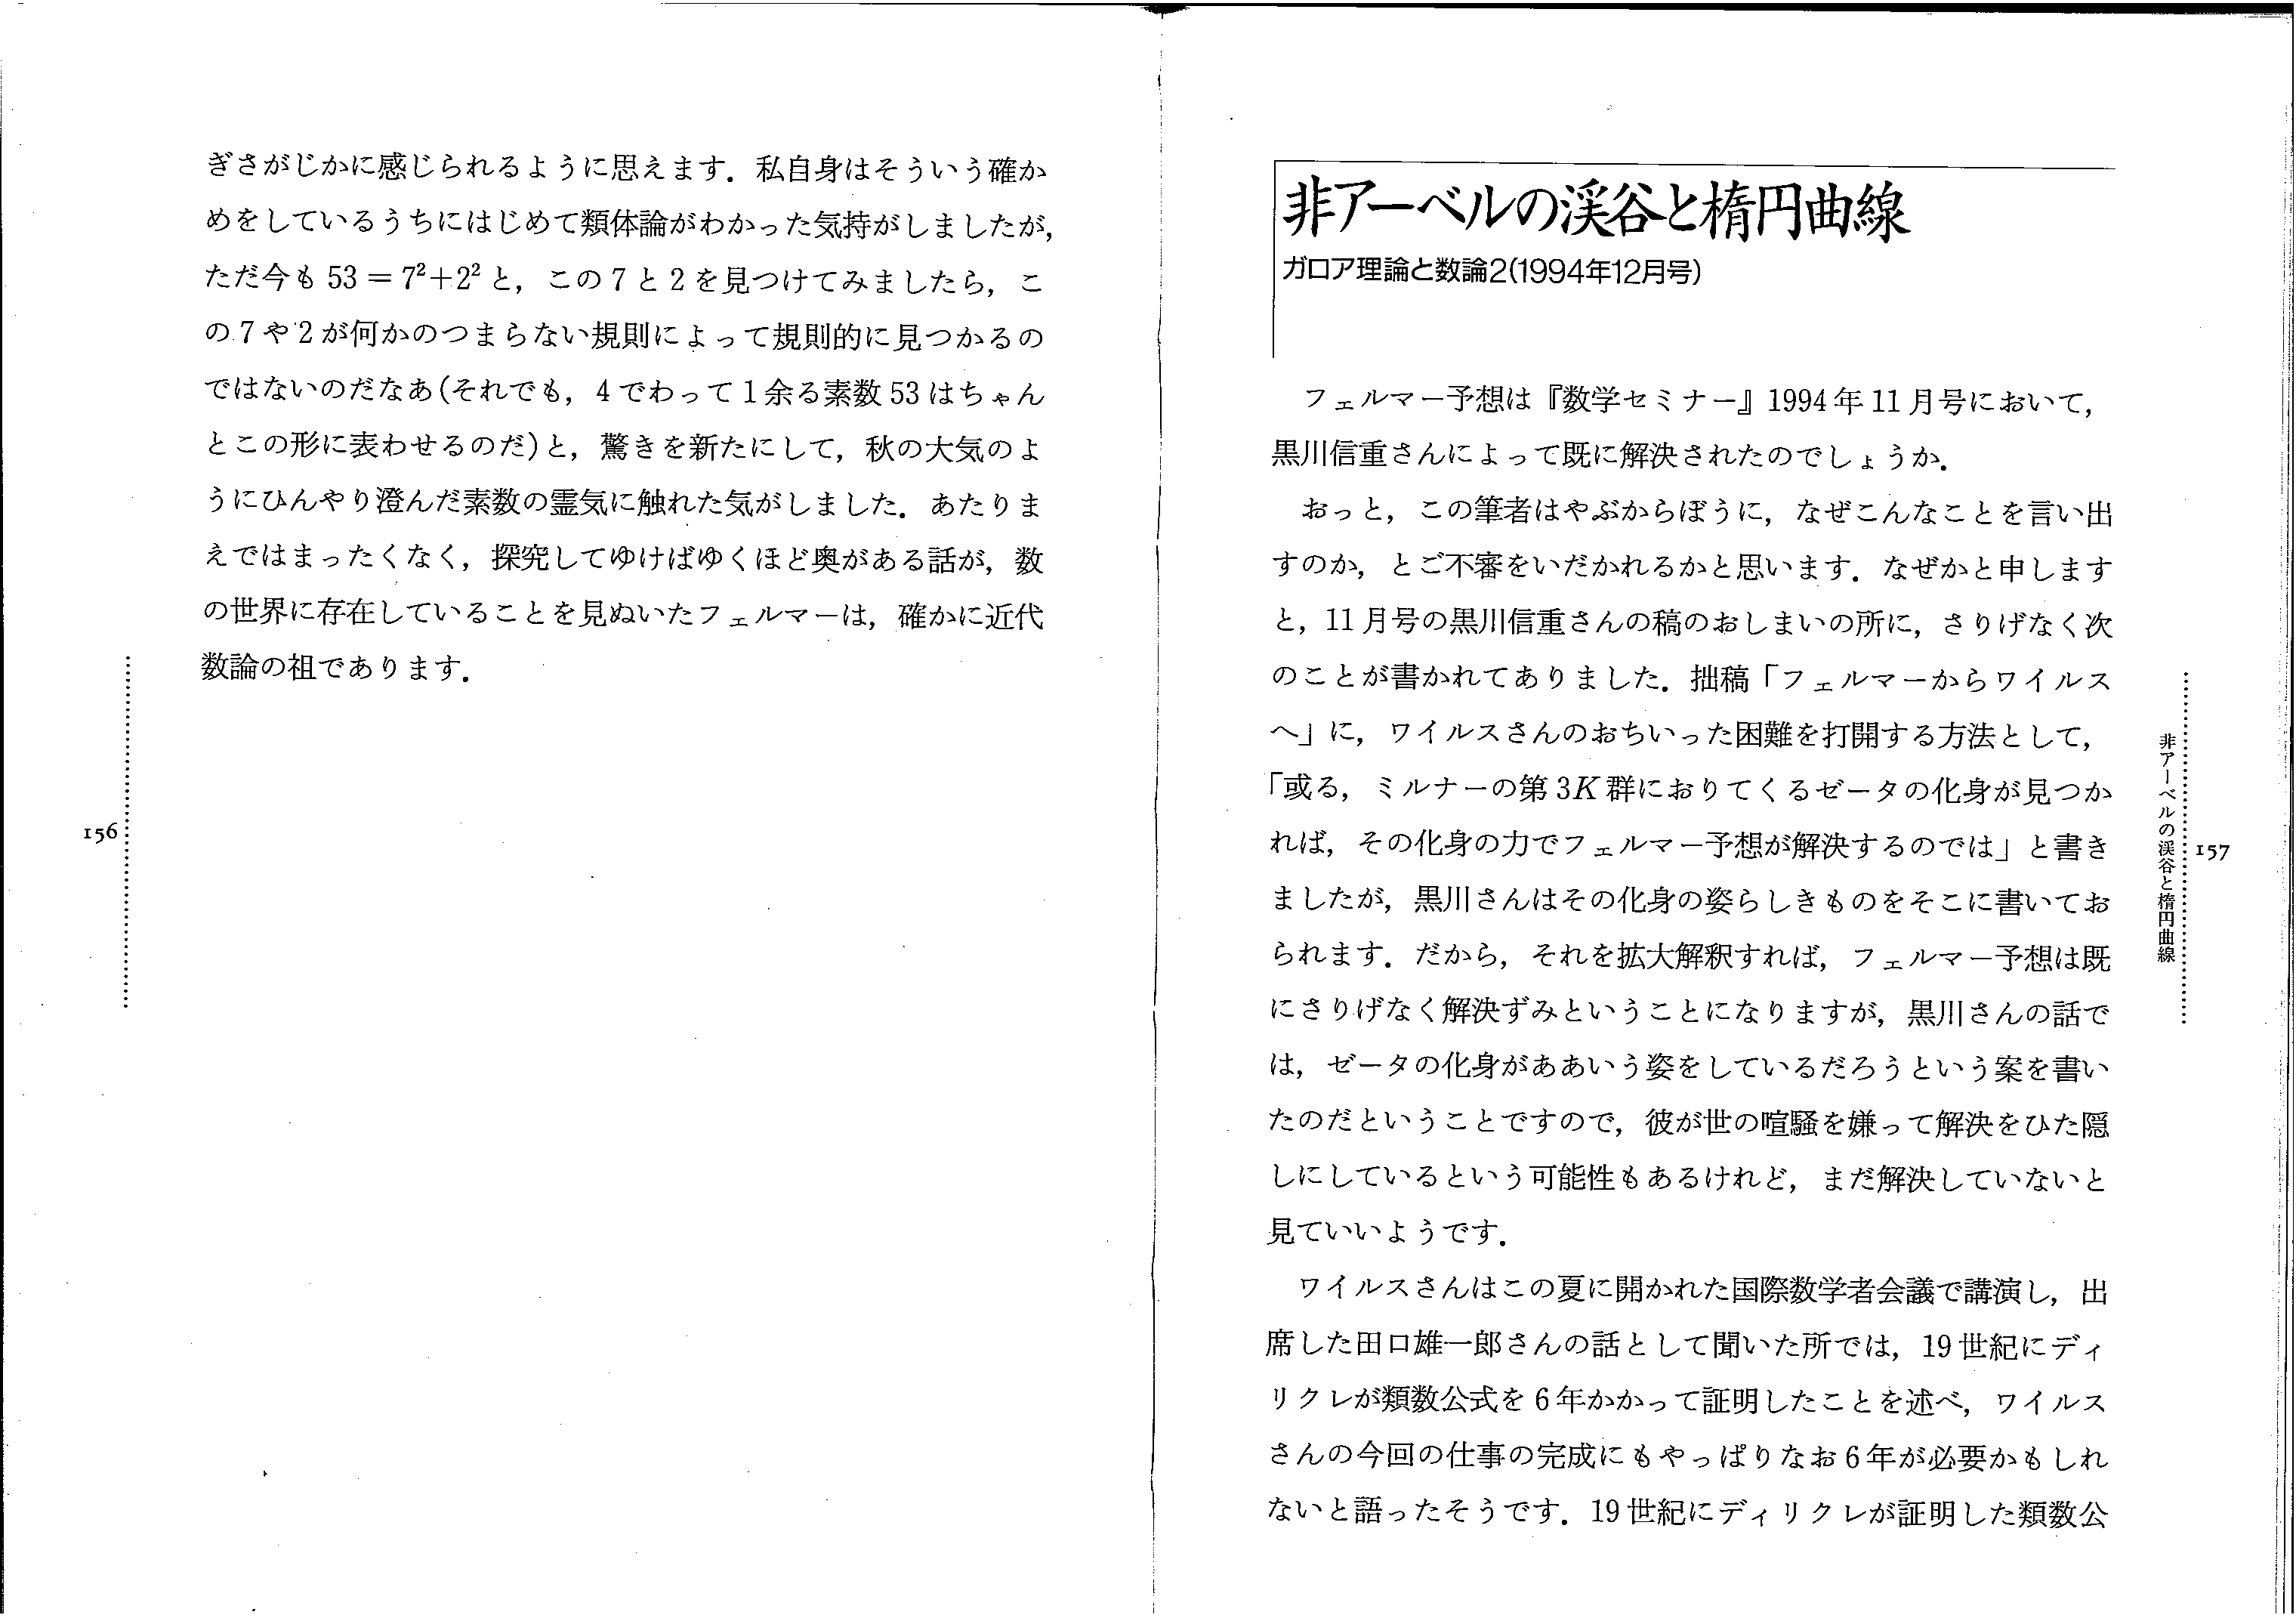 ぎさがじかに感じられるように思えます．私自身はそういう確か
めをしているうちにはじめて類体論がわかった気持がしましたが，
ただ今も 53＝7²+2² と，この 7 と 2 を見つけてみましたら，こ
の 7 や 2 が何かのつまらない規則によって規則的に見つかるの
ではないのだなあ(それでも，4 でわって 1 余る素数 53 はちゃん
とこの形に表わせるのだ)と，驚きを新たにして，秋の大気のよ
うにひんやり澄んだ素数の霊気に触れた気がしました．あたりま
えではまったくなく，探究してゆけばゆくほど奥がある話が，数
の世界に存在していることを見ぬいたフェルマーは，確かに近代
数論の祖であります．
156
非アーベルの渓谷と楕円曲線
ガロア理論と数論2(1994年12月号)
フェルマー予想は『数学セミナー』1994 年 11 月号において，
黒川信重さんによって既に解決されたのでしょうか．
おっと，この筆者はやぶからぼうに，なぜこんなことを言い出
すのか，とご不審をいだかれるかと思います．なぜかと申します
と，11 月号の黒川信重さんの稿のおしまいの所に，さりげなく次
のことが書かれてありました．拙稿「フェルマーからワイルス
へ」に，ワイルスさんのおちいった困難を打開する方法として，
「或る，ミルナーの第 3K 群におりてくるゼータの化身が見つか
れば，その化身の力でフェルマー予想が解決するのでは」と書き
ましたが，黒川さんはその化身の姿らしきものをそこに書いてお
られます．だから，それを拡大解釈すれば，フェルマー予想は既
にさりげなく解決ずみということになりますが，黒川さんの話で
は，ゼータの化身がああいう姿をしているだろうという案を書い
たのだということですので，彼が世の喧騒を嫌って解決をひた隠
しにしているという可能性もあるけれど，まだ解決していないと
見ていいようです．
ワイルスさんはこの夏に開かれた国際数学者会議で講演し，出
席した田口雄一郎さんの話として聞いた所では，19 世紀にディ
リクレが類数公式を 6 年かかって証明したことを述べ，ワイルス
さんの今回の仕事の完成にもやっぱりなお 6 年が必要かもしれ
ないと語ったそうです．19 世紀にディリクレが証明した類数公
非アーベルの渓谷と楕円曲線
157